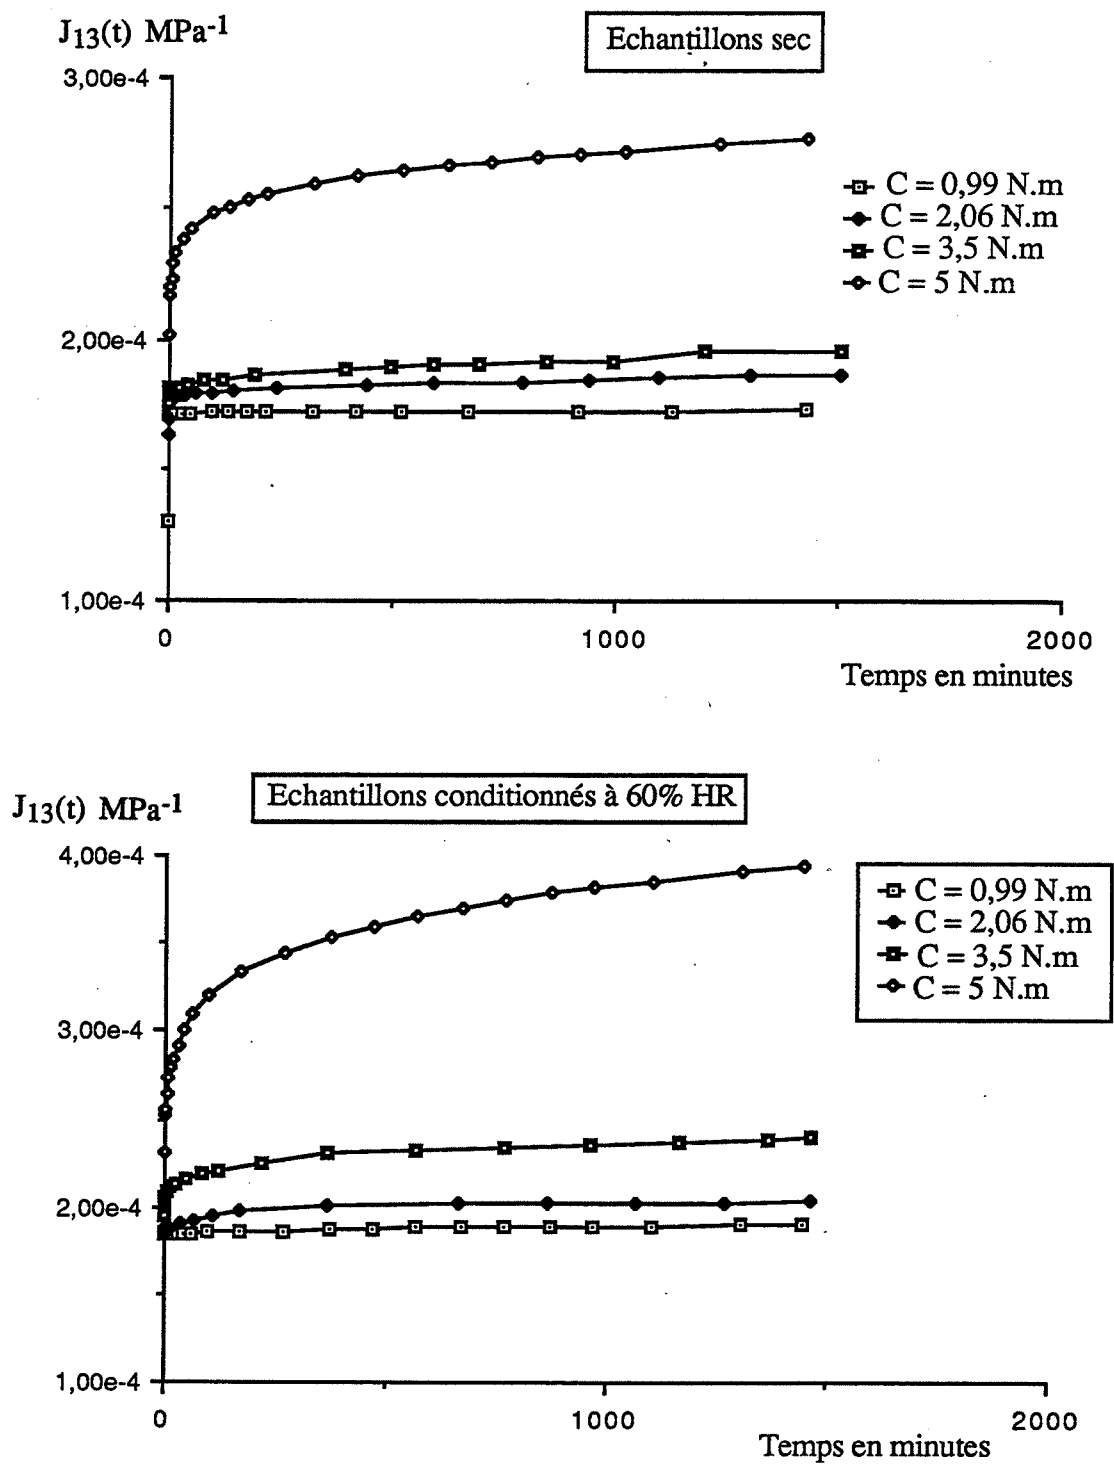 J13(t) MPa-1
Echantillons sec
3,00e-4
C = 0,99 N.m
C = 2,06 N.m
C = 3,5 N.m
C = 5 N.m
2,00e-4
1,00e-4
0 1000 2000
Temps en minutes
Echantillons conditionnés à 60% HR
J13(t) MPa-1
4,00e-4
C = 0,99 N.m
C = 2,06 N.m
C = 3,5 N.m
C = 5 N.m
3,00e-4
2,00e-4
1,00e-4
0 1000 2000
Temps en minutes